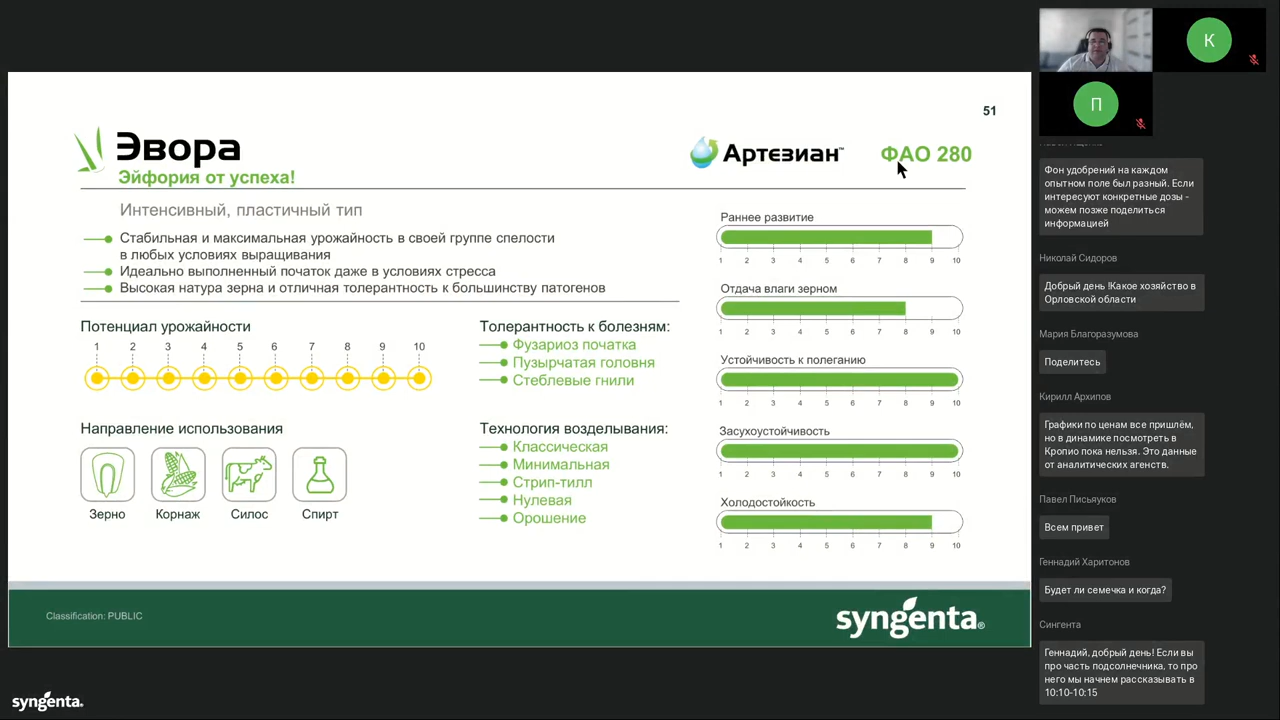 51
Эвора
Эйфория от успеха!
Артезиан™
ФАО 280
Интенсивный, пластичный тип
Стабильная и максимальная урожайность в своей группе спелости
в любых условиях выращивания
Идеально выполненный початок даже в условиях стресса
Высокая натура зерна и отличная толерантность к большинству патогенов
Потенциал урожайности
1 2 3 4 5 6 7 8 9 10
Направление использования
Зерно Корнаж Силос Спирт
Толерантность к болезням:
Фузариоз початка
Пузырчатая головня
Стеблевые гнили
Технология возделывания:
Классическая
Минимальная
Стрип-тилл
Нулевая
Орошение
Раннее развитие
1 2 3 4 5 6 7 8 9 10
Отдача влаги зерном
1 2 3 4 5 6 7 8 9 10
Устойчивость к полеганию
1 2 3 4 5 6 7 8 9 10
Засухоустойчивость
1 2 3 4 5 6 7 8 9 10
Холодостойкость
1 2 3 4 5 6 7 8 9 10
Classification: PUBLIC
syngenta®
syngenta.
К
П
Фон удобрений на каждом
опытном поле был разный. Если
интересуют конкретные дозы -
можем позже поделиться
информацией
Николай Сидоров
Добрый день !Какое хозяйство в
Орловской области
Мария Благоразумова
Поделитесь
Кирилл Архипов
Графики по ценам все пришлём,
но в динамике посмотреть в
Кропио пока нельзя. Это данные
от аналитических агенств.
Павел Письяуков
Всем привет
Геннадий Харитонов
Будет ли семечка и когда?
Сингента
Геннадий, добрый день! Если вы
про часть подсолнечника, то про
него мы начнем рассказывать в
10:10-10:15